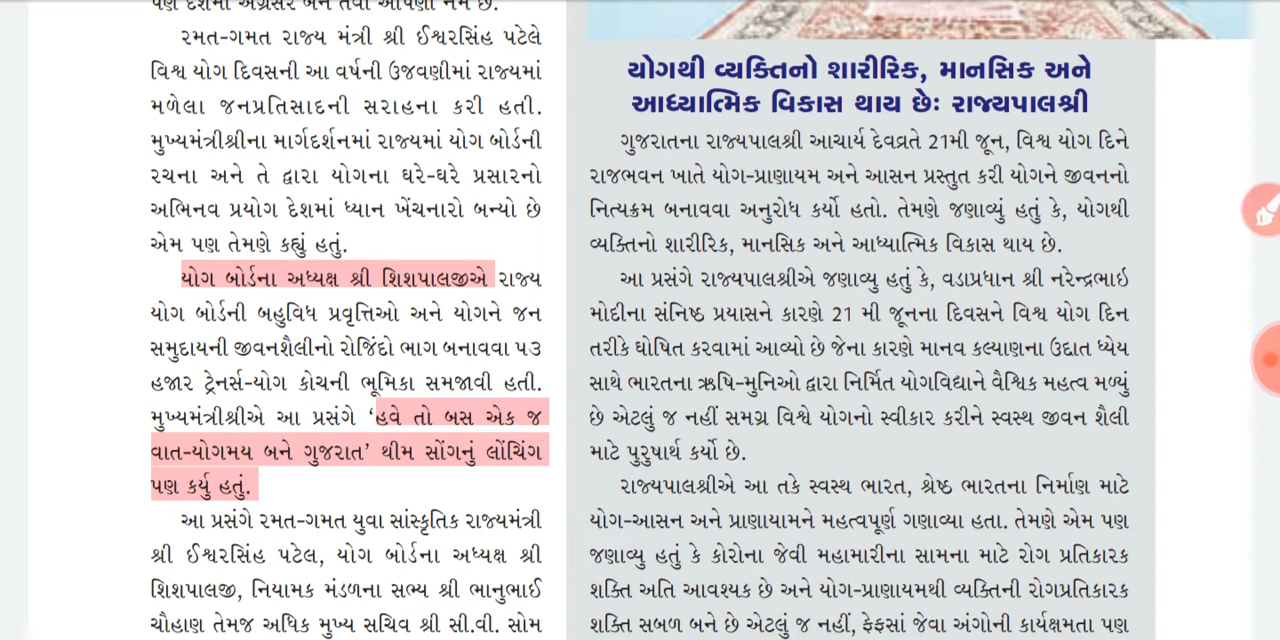 પણ દેશમાં અગ્રેસર બને તેવી આપણી નેમ છે.
રમત-ગમત રાજ્ય મંત્રી શ્રી ઈશ્વરસિંહ પટેલે
વિશ્વ યોગ દિવસની આ વર્ષની ઉજવણીમાં રાજ્યમાં
મળેલા જનપ્રતિસાદની સરાહના કરી હતી.
મુખ્યમંત્રીશ્રીના માર્ગદર્શનમાં રાજ્યમાં યોગ બોર્ડની
રચના અને તે દ્વારા યોગના ઘરે-ઘરે પ્રસારનો
અભિનવ પ્રયોગ દેશમાં ધ્યાન ખેંચનારો બન્યો છે
એમ પણ તેમણે કહ્યું હતું.
યોગ બોર્ડના અધ્યક્ષ શ્રી શિશપાલજીએ રાજ્ય
યોગ બોર્ડની બહુવિધ પ્રવૃત્તિઓ અને યોગને જન
સમુદાયની જીવનશૈલીનો રોજિંદો ભાગ બનાવવા ૫૩
હજાર ટ્રેનર્સ-યોગ કોચની ભૂમિકા સમજાવી હતી.
મુખ્યમંત્રીશ્રીએ આ પ્રસંગે ‘હવે તો બસ એક જ
વાત-યોગમય બને ગુજરાત’ થીમ સોંગનું લોંચિંગ
પણ કર્યુ હતું.
આ પ્રસંગે રમત-ગમત યુવા સાંસ્કૃતિક રાજ્યમંત્રી
શ્રી ઈશ્વરસિંહ પટેલ, યોગ બોર્ડના અધ્યક્ષ શ્રી
શિશપાલજી, નિયામક મંડળના સભ્ય શ્રી ભાનુભાઈ
ચૌહાણ તેમજ અધિક મુખ્ય સચિવ શ્રી સી.વી. સોમ
યોગથી વ્યક્તિનો શારીરિક, માનસિક અને
આધ્યાત્મિક વિકાસ થાય છેઃ રાજ્યપાલશ્રી
ગુજરાતના રાજ્યપાલશ્રી આચાર્ય દેવવ્રતે 21મી જૂન, વિશ્વ યોગ દિને
રાજભવન ખાતે યોગ-પ્રાણાયમ અને આસન પ્રસ્તુત કરી યોગને જીવનનો
નિત્યક્રમ બનાવવા અનુરોધ કર્યો હતો. તેમણે જણાવ્યું હતું કે, યોગથી
વ્યક્તિનો શારીરિક, માનસિક અને આધ્યાત્મિક વિકાસ થાય છે.
આ પ્રસંગે રાજ્યપાલશ્રીએ જણાવ્યુ હતું કે, વડાપ્રધાન શ્રી નરેન્દ્રભાઇ
મોદીના સંનિષ્ઠ પ્રયાસને કારણે 21 મી જૂનના દિવસને વિશ્વ યોગ દિન
તરીકે ઘોષિત કરવામાં આવ્યો છે જેના કારણે માનવ કલ્યાણના ઉદાત ધ્યેય
સાથે ભારતના ઋષિ-મુનિઓ દ્વારા નિર્મિત યોગવિદ્યાને વૈશ્વિક મહત્વ મળ્યું
છે એટલું જ નહીં સમગ્ર વિશ્વે યોગનો સ્વીકાર કરીને સ્વસ્થ જીવન શૈલી
માટે પુરુષાર્થ કર્યો છે.
રાજ્યપાલશ્રીએ આ તકે સ્વસ્થ ભારત, શ્રેષ્ઠ ભારતના નિર્માણ માટે
યોગ-આસન અને પ્રાણાયામને મહત્વપૂર્ણ ગણાવ્યા હતા. તેમણે એમ પણ
જણાવ્યુ હતું કે કોરોના જેવી મહામારીના સામના માટે રોગ પ્રતિકારક
શક્તિ અતિ આવશ્યક છે અને યોગ-પ્રાણાયમથી વ્યક્તિની રોગપ્રતિકારક
શક્તિ સબળ બને છે એટલું જ નહીં, ફેફસાં જેવા અંગોની કાર્યક્ષમતા પણ